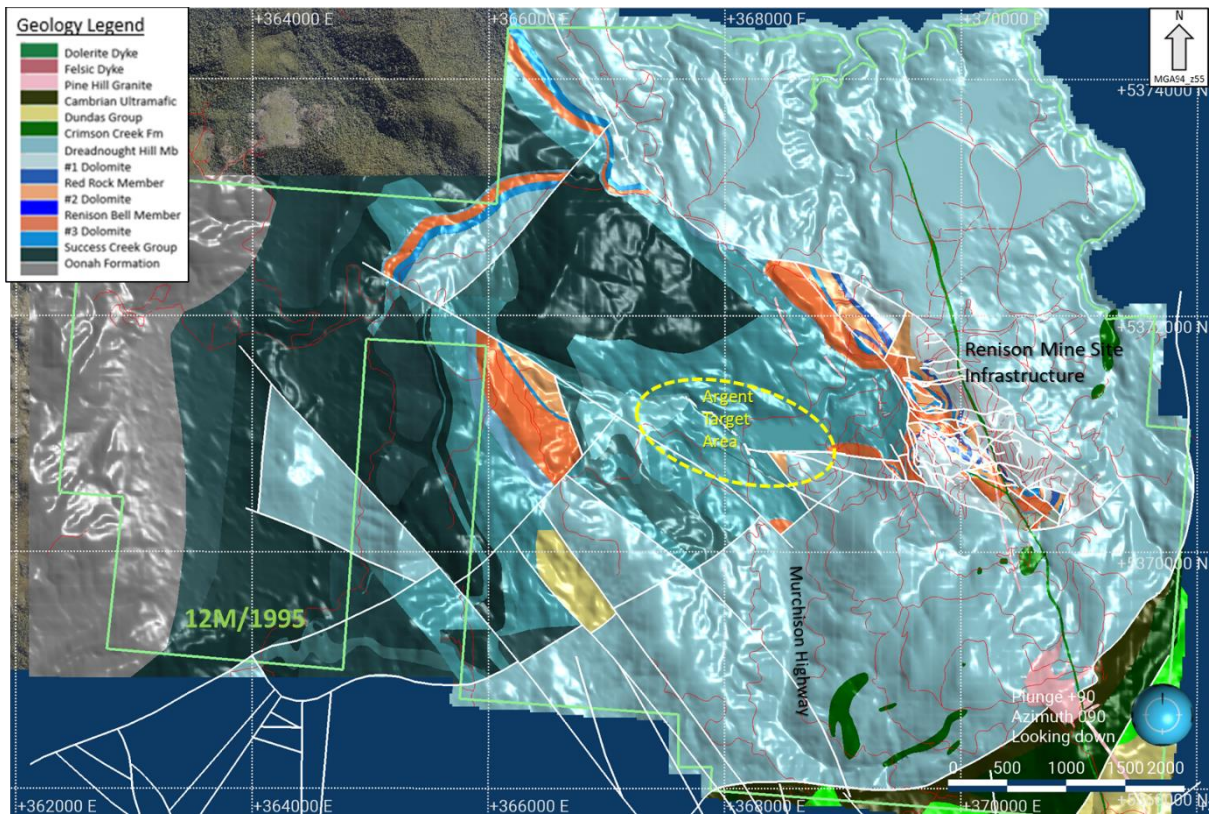 Geology Legend
Dolerite Dyke
Felsic Dyke
Pine Hill Granite
Cambrian Ultramafic
Dundas Group
Crimson Creek Fm
Dreadnought Hill Mb
#1 Dolomite
Red Rock Member
#2 Dolomite
Renison Bell Member
#3 Dolomite
Success Creek Group
Oonah Formation
+364000 E
+366000 E
+368000 E
+370000 E
N
MGA94_z55
+5374000 N
+5372000 N
Renison Mine Site
Infrastructure
Argent
Target
Area
+5370000 N
12M/1995
Murchison Highway
Plunge +90
Azimuth 090
Looking down
0 500 1000 1500 2000
+362000 E
+364000 E
+366000 E
+368000 E
+370000 E